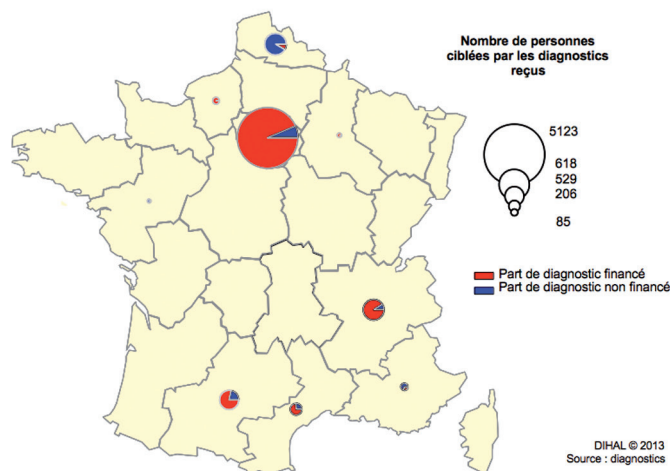 Nombre de personnes
ciblées par les diagnostics
reçus
5123
618
529
206
85
Part de diagnostic financé
Part de diagnostic non financé
DIHAL © 2013
Source : diagnostics